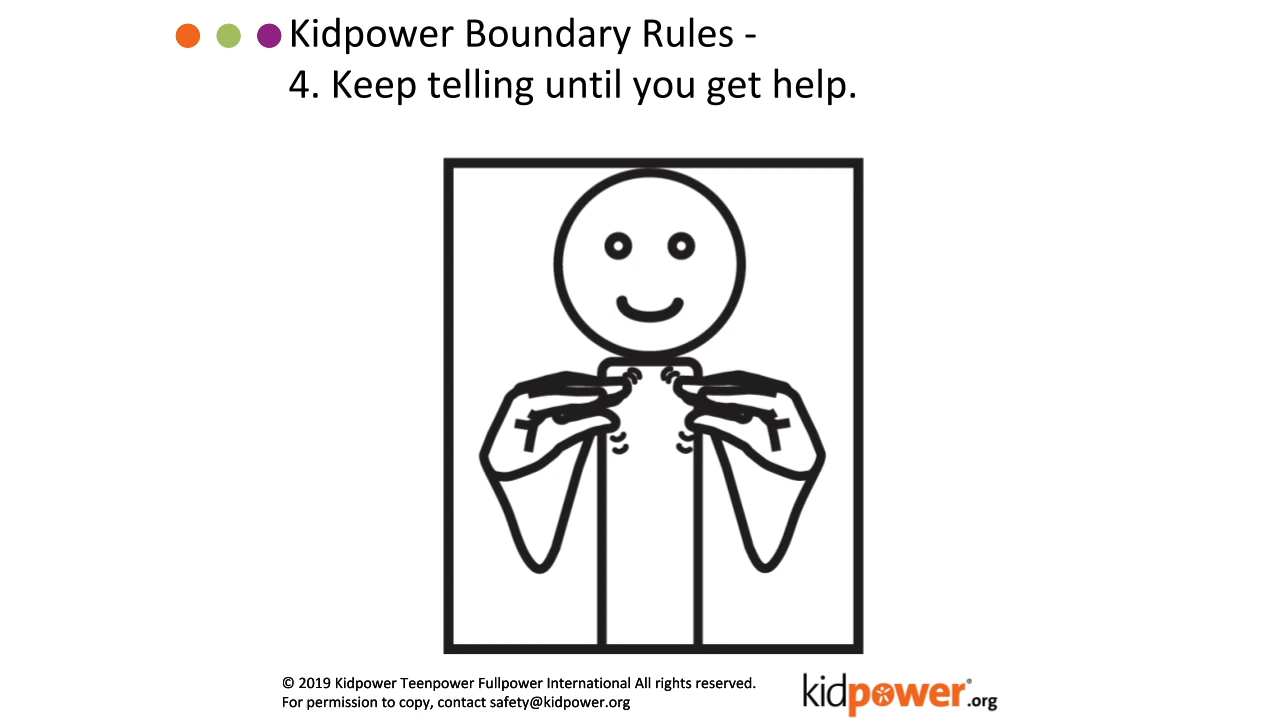 Kidpower Boundary Rules -
4. Keep telling until you get help.
© 2019 Kidpower Teenpower Fullpower International All rights reserved.
For permission to copy, contact safety@kidpower.org
kidpower®.org